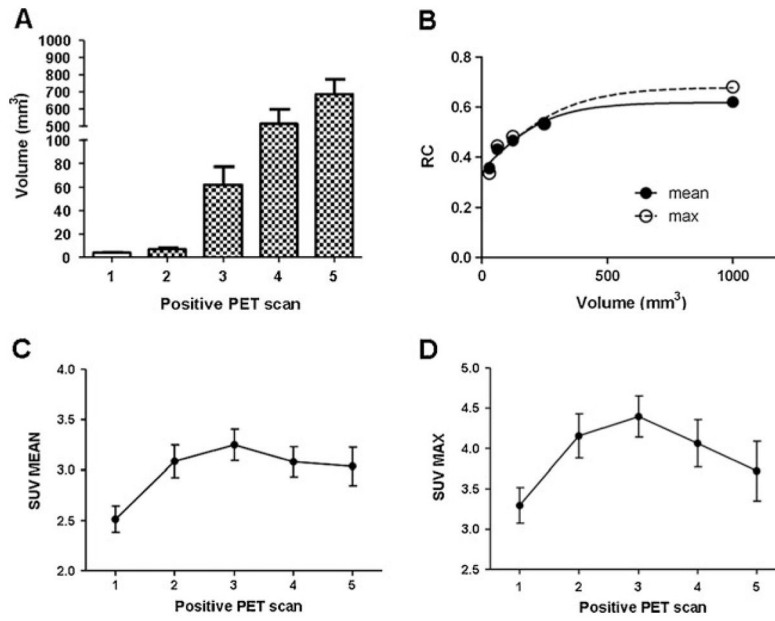 A
Volume (mm³)
1000
900
800
700
600
500
100
80
60
40
20
0
1 2 3 4 5
Positive PET scan
B
RC
0.8
0.6
0.4
0.2
0.0
mean
max
0 500 1000
Volume (mm³)
C
SUV MEAN
4.0
3.5
3.0
2.5
2.0
1 2 3 4 5
Positive PET scan
D
SUV MAX
5.0
4.5
4.0
3.5
3.0
2.5
1 2 3 4 5
Positive PET scan